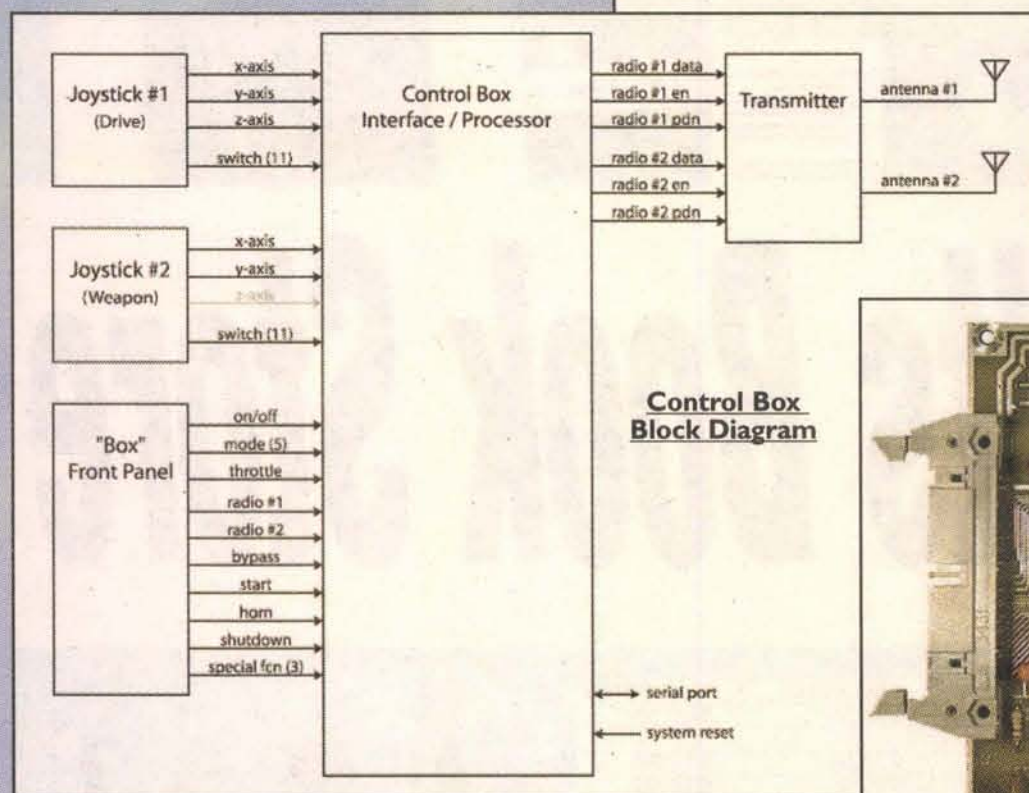 Joystick #1
(Drive)
x-axis
y-axis
z-axis
switch (11)
Joystick #2
(Weapon)
x-axis
y-axis
z-axis
switch (11)
"Box"
Front Panel
on/off
mode (5)
throttle
radio #1
radio #2
bypass
start
horn
shutdown
special fcn (3)
Control Box
Interface / Processor
radio #1 data
radio #1 en
radio #1 pdn
radio #2 data
radio #2 en
radio #2 pdn
Transmitter
antenna #1
antenna #2
Control Box
Block Diagram
serial port
system reset